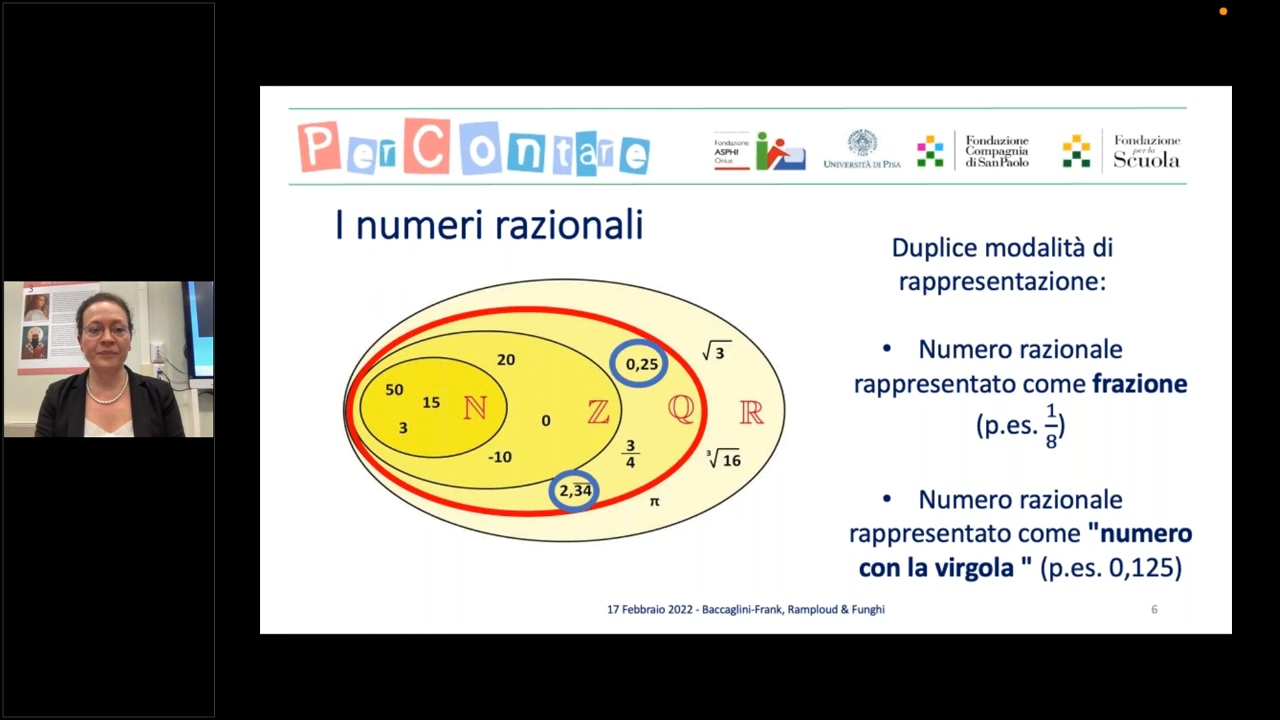 PerContare
Fondazione
ASPHI
Onlus
UNIVERSITÀ DI PISA
Fondazione
Compagnia
di San Paolo
Fondazione
per la
Scuola
I numeri razionali
Duplice modalità di
rappresentazione:
• Numero razionale
rappresentato come frazione
(p.es. 1/8)
• Numero razionale
rappresentato come "numero
con la virgola " (p.es. 0,125)
20
0,25
√3
50
15
ℕ
3
0
ℤ
ℚ
ℝ
-10
3/4
³√16
2,3̅4̅
π
17 Febbraio 2022 - Baccaglini-Frank, Ramploud & Funghi
6